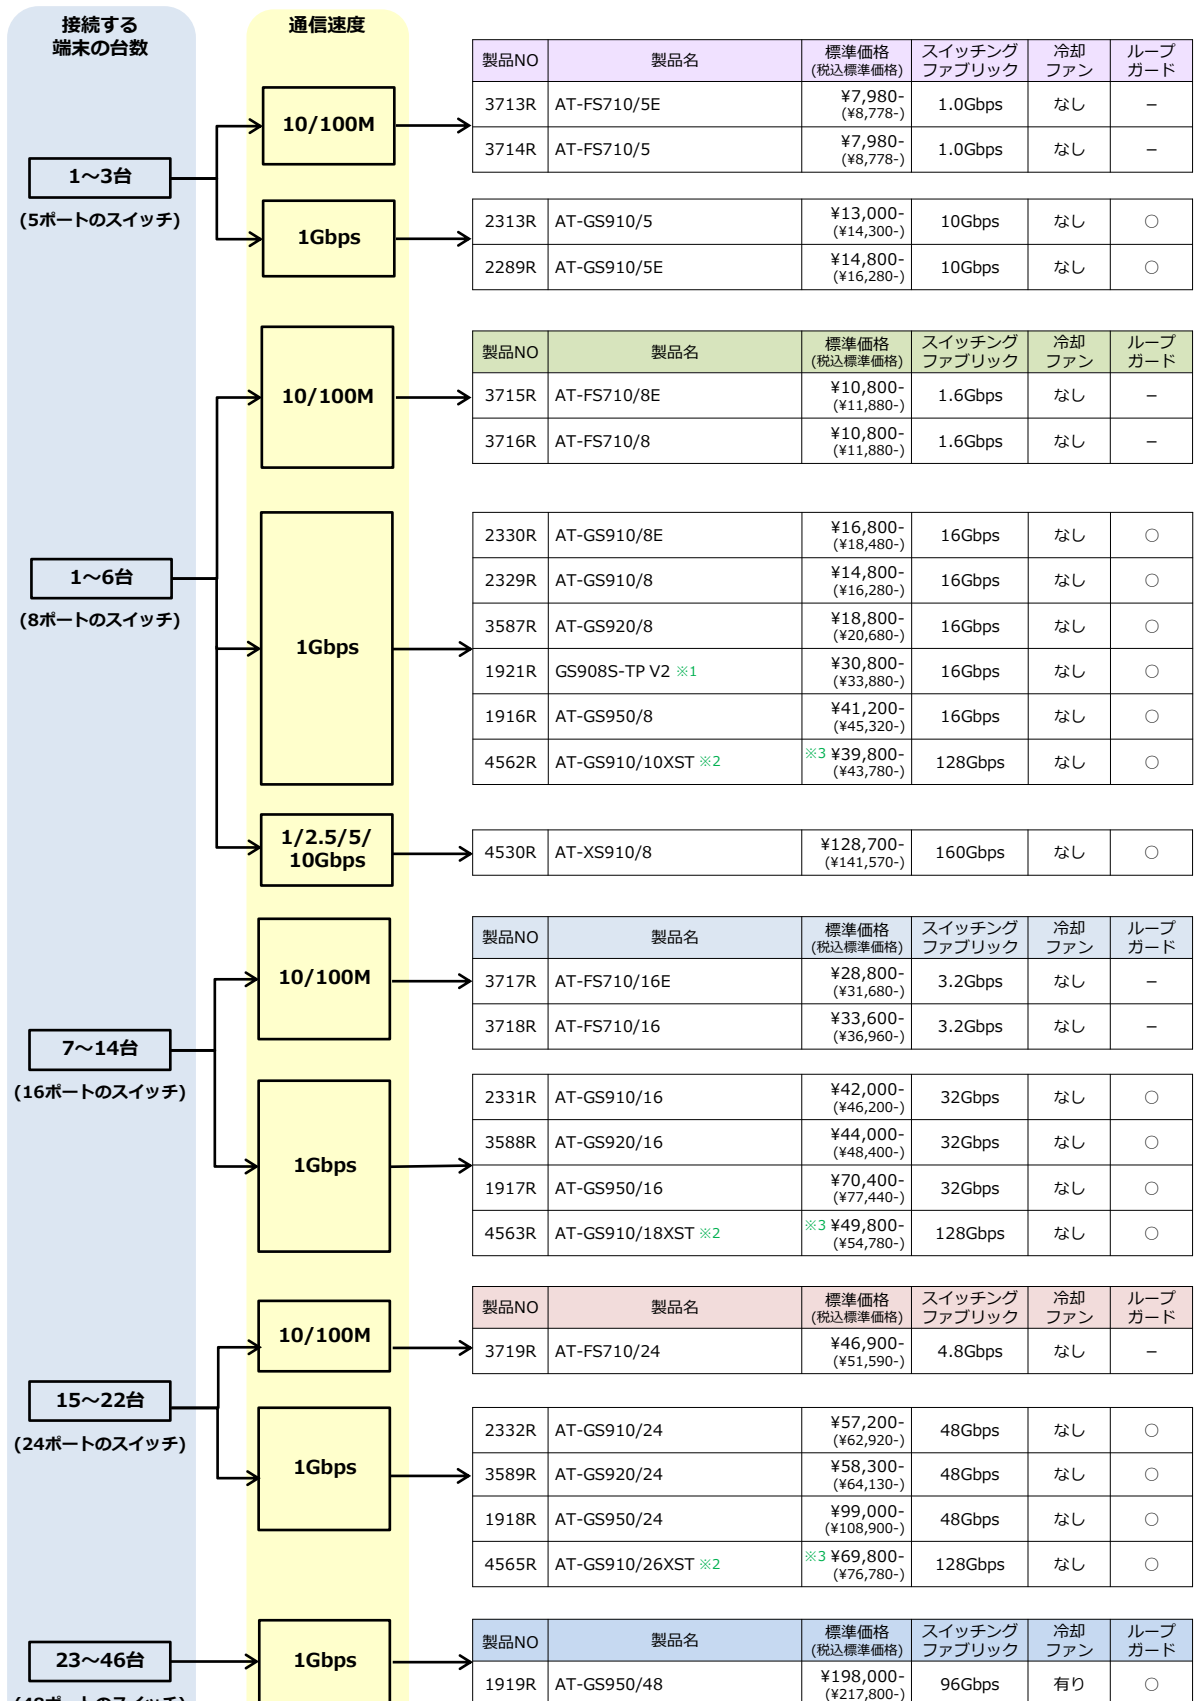 接続する
端末の台数
通信速度
製品NO 製品名 標準価格 (税込標準価格) スイッチング ファブリック 冷却 ファン ループ ガード
1～3台
(5ポートのスイッチ)
10/100M
3713R AT-FS710/5E ¥7,980- (¥8,778-) 1.0Gbps なし －
3714R AT-FS710/5 ¥7,980- (¥8,778-) 1.0Gbps なし －
1Gbps
2313R AT-GS910/5 ¥13,000- (¥14,300-) 10Gbps なし ○
2289R AT-GS910/5E ¥14,800- (¥16,280-) 10Gbps なし ○
製品NO 製品名 標準価格 (税込標準価格) スイッチング ファブリック 冷却 ファン ループ ガード
1～6台
(8ポートのスイッチ)
10/100M
3715R AT-FS710/8E ¥10,800- (¥11,880-) 1.6Gbps なし －
3716R AT-FS710/8 ¥10,800- (¥11,880-) 1.6Gbps なし －
1Gbps
2330R AT-GS910/8E ¥16,800- (¥18,480-) 16Gbps なし ○
2329R AT-GS910/8 ¥14,800- (¥16,280-) 16Gbps なし ○
3587R AT-GS920/8 ¥18,800- (¥20,680-) 16Gbps なし ○
1921R GS908S-TP V2 ※1 ¥30,800- (¥33,880-) 16Gbps なし ○
1916R AT-GS950/8 ¥41,200- (¥45,320-) 16Gbps なし ○
4562R AT-GS910/10XST ※2 ※3 ¥39,800- (¥43,780-) 128Gbps なし ○
1/2.5/5/
10Gbps
4530R AT-XS910/8 ¥128,700- (¥141,570-) 160Gbps なし ○
製品NO 製品名 標準価格 (税込標準価格) スイッチング ファブリック 冷却 ファン ループ ガード
7～14台
(16ポートのスイッチ)
10/100M
3717R AT-FS710/16E ¥28,800- (¥31,680-) 3.2Gbps なし －
3718R AT-FS710/16 ¥33,600- (¥36,960-) 3.2Gbps なし －
1Gbps
2331R AT-GS910/16 ¥42,000- (¥46,200-) 32Gbps なし ○
3588R AT-GS920/16 ¥44,000- (¥48,400-) 32Gbps なし ○
1917R AT-GS950/16 ¥70,400- (¥77,440-) 32Gbps なし ○
4563R AT-GS910/18XST ※2 ※3 ¥49,800- (¥54,780-) 128Gbps なし ○
製品NO 製品名 標準価格 (税込標準価格) スイッチング ファブリック 冷却 ファン ループ ガード
15～22台
(24ポートのスイッチ)
10/100M
3719R AT-FS710/24 ¥46,900- (¥51,590-) 4.8Gbps なし －
1Gbps
2332R AT-GS910/24 ¥57,200- (¥62,920-) 48Gbps なし ○
3589R AT-GS920/24 ¥58,300- (¥64,130-) 48Gbps なし ○
1918R AT-GS950/24 ¥99,000- (¥108,900-) 48Gbps なし ○
4565R AT-GS910/26XST ※2 ※3 ¥69,800- (¥76,780-) 128Gbps なし ○
製品NO 製品名 標準価格 (税込標準価格) スイッチング ファブリック 冷却 ファン ループ ガード
23～46台
(48ポートのスイッチ)
1Gbps
1919R AT-GS950/48 ¥198,000- (¥217,800-) 96Gbps 有り ○